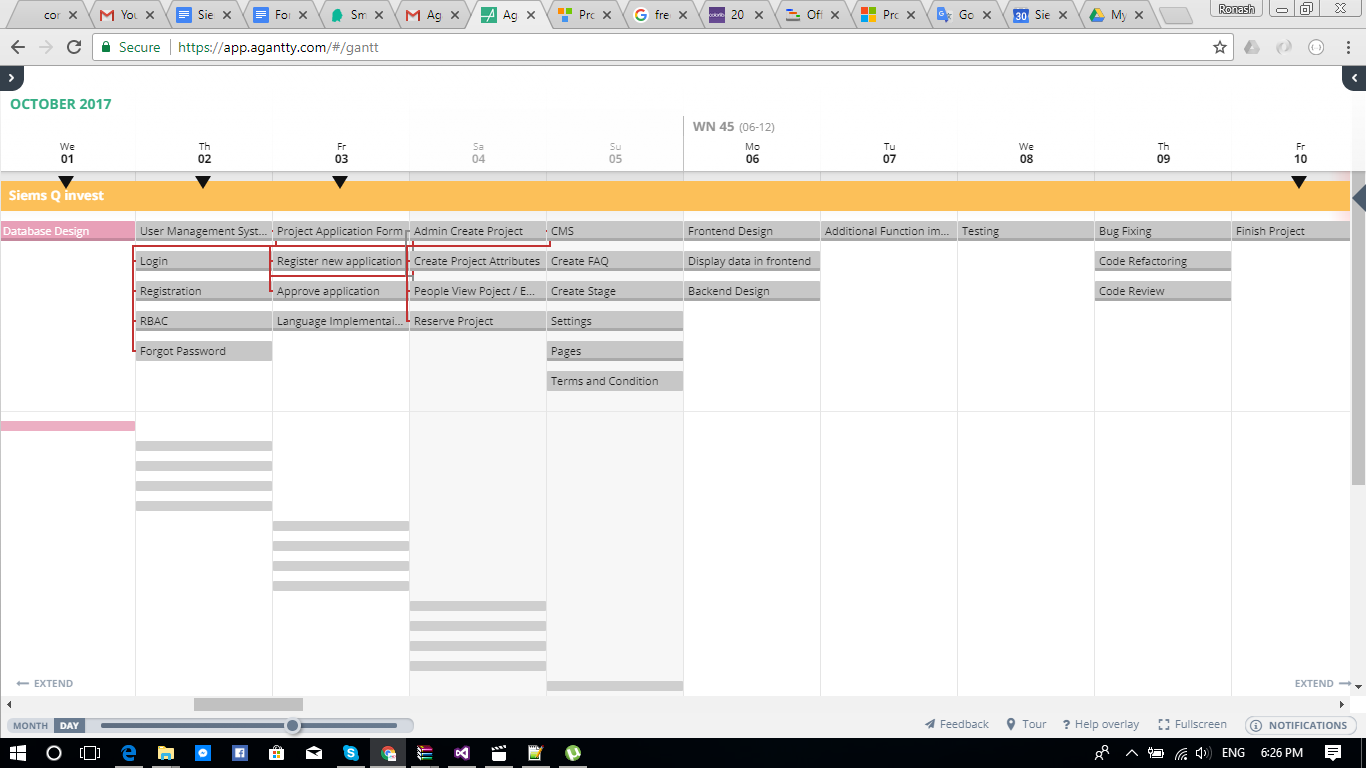 cor
You
Sie
For
Sm
Ag
Ag
Pro
fre
20
Off
Pro
Go
30
Sie
My
Ronash
Secure https://app.agantty.com/#/gantt
OCTOBER 2017
WN 45 (06-12)
We Th Fr Sa Su Mo Tu We Th Fr
01 02 03 04 05 06 07 08 09 10
Siems Q invest
Database Design User Management Syst... Project Application Form Admin Create Project CMS Frontend Design Additional Function im... Testing Bug Fixing Finish Project
Login Register new application Create Project Attributes Create FAQ Display data in frontend Code Refactoring
Registration Approve application People View Poject / E... Create Stage Backend Design Code Review
RBAC Language Implementai... Reserve Project Settings
Forgot Password Pages
Terms and Condition
EXTEND EXTEND
MONTH DAY Feedback Tour ? Help overlay Fullscreen NOTIFICATIONS
ENG 6:26 PM